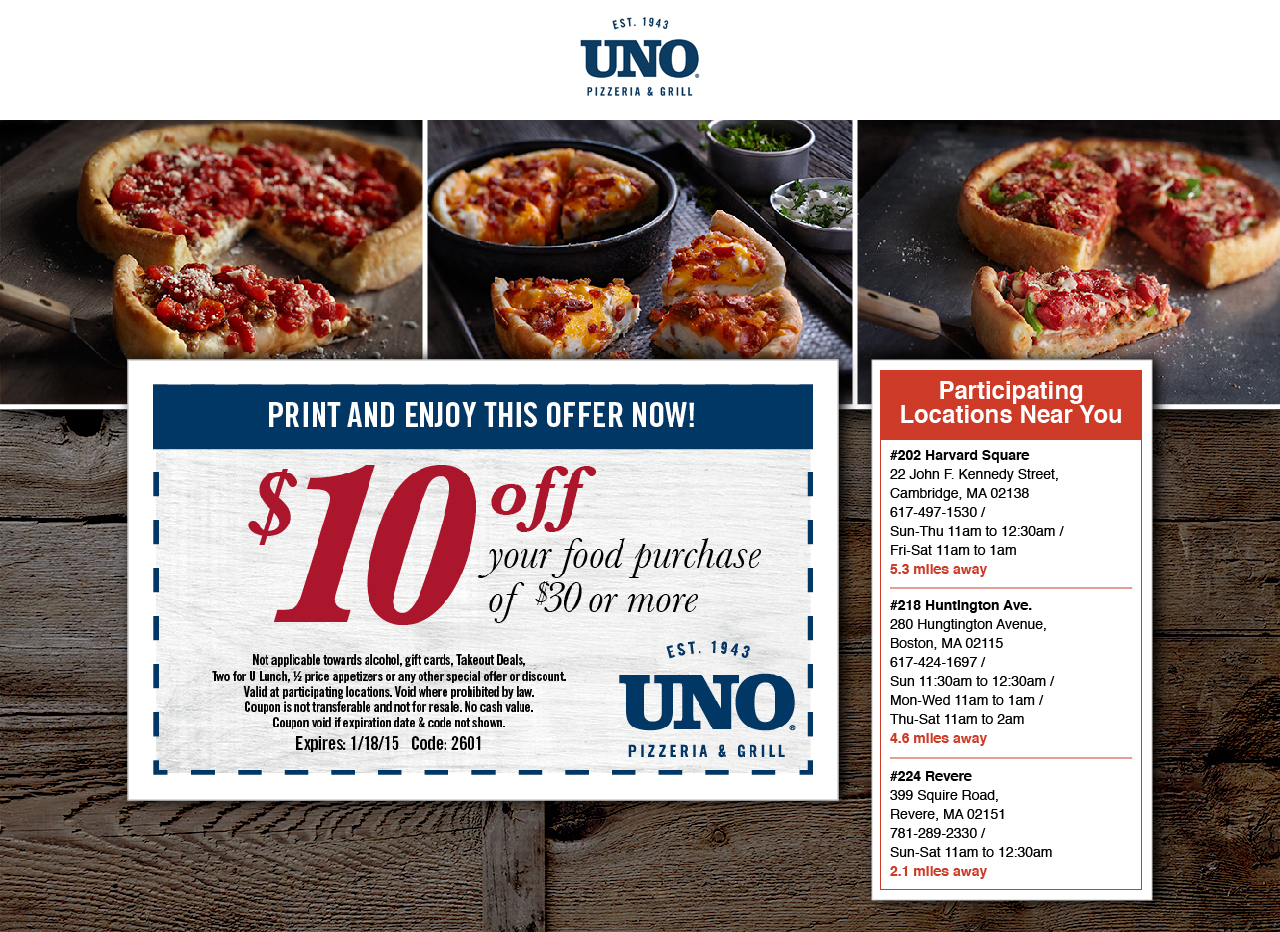 EST. 1943
UNO
PIZZERIA & GRILL
PRINT AND ENJOY THIS OFFER NOW!
$10 off
your food purchase
of $30 or more
Not applicable towards alcohol, gift cards, Takeout Deals,
Two for U Lunch, ½ price appetizers or any other special offer or discount.
Valid at participating locations. Void where prohibited by law.
Coupon is not transferable and not for resale. No cash value.
Coupon void if expiration date & code not shown.
Expires: 1/18/15 Code: 2601
EST. 1943
UNO
PIZZERIA & GRILL
Participating
Locations Near You
#202 Harvard Square
22 John F. Kennedy Street,
Cambridge, MA 02138
617-497-1530 /
Sun-Thu 11am to 12:30am /
Fri-Sat 11am to 1am
5.3 miles away
#218 Huntington Ave.
280 Hungtington Avenue,
Boston, MA 02115
617-424-1697 /
Sun 11:30am to 12:30am /
Mon-Wed 11am to 1am /
Thu-Sat 11am to 2am
4.6 miles away
#224 Revere
399 Squire Road,
Revere, MA 02151
781-289-2330 /
Sun-Sat 11am to 12:30am
2.1 miles away